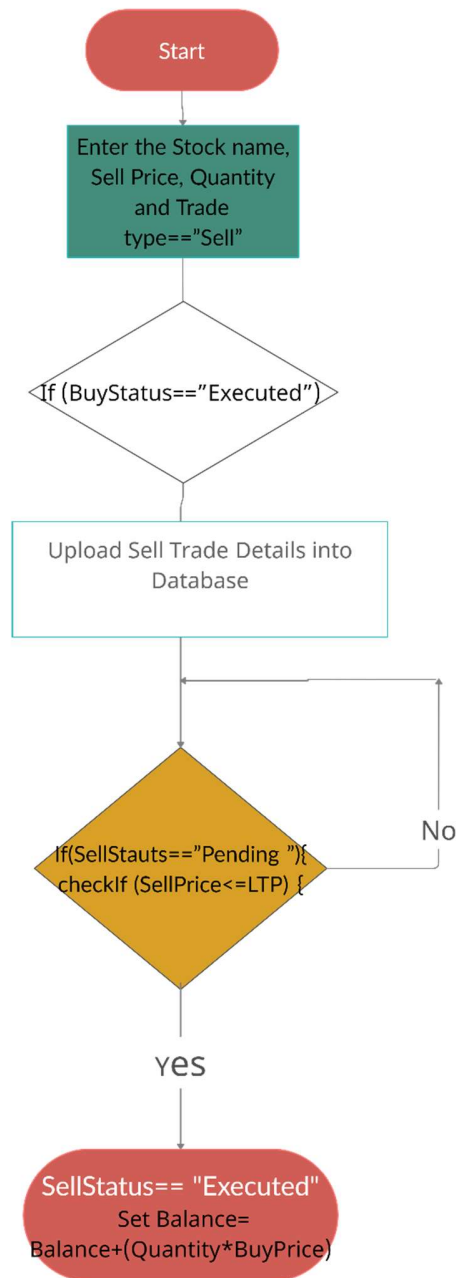 Start
Enter the Stock name,
Sell Price, Quantity
and Trade
type==”Sell”
If (BuyStatus==”Executed”)
Upload Sell Trade Details into
Database
No
If(SellStauts==”Pending ”){
checkIf (SellPrice<=LTP) {
Yes
SellStatus== "Executed"
Set Balance=
Balance+(Quantity*BuyPrice)